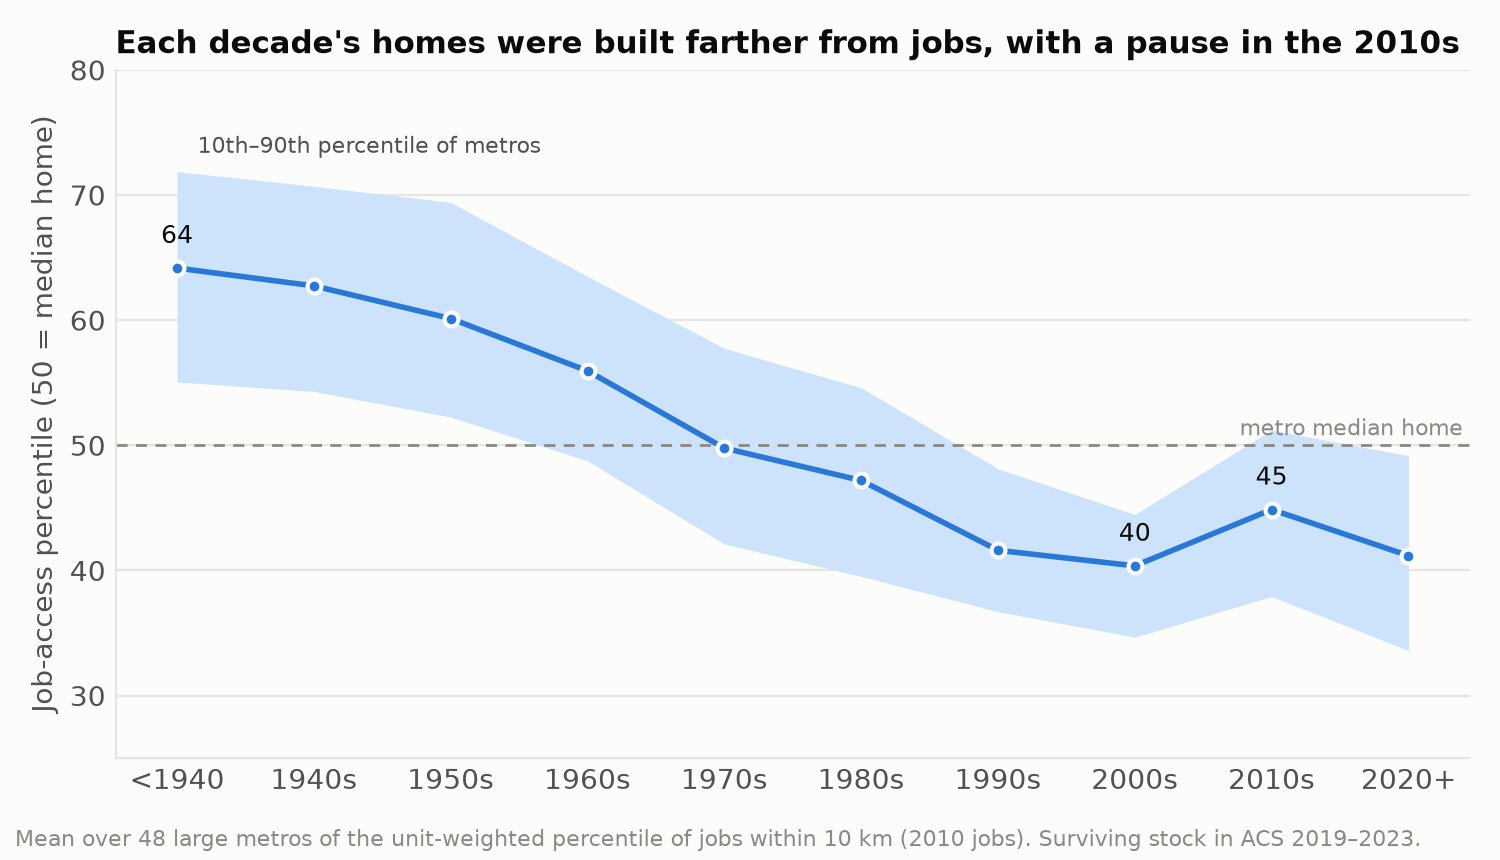 Each decade's homes were built farther from jobs, with a pause in the 2010s
Job-access percentile (50 = median home)
80
70
60
50
40
30
10th–90th percentile of metros
64
metro median home
45
40
<1940 1940s 1950s 1960s 1970s 1980s 1990s 2000s 2010s 2020+
Mean over 48 large metros of the unit-weighted percentile of jobs within 10 km (2010 jobs). Surviving stock in ACS 2019–2023.